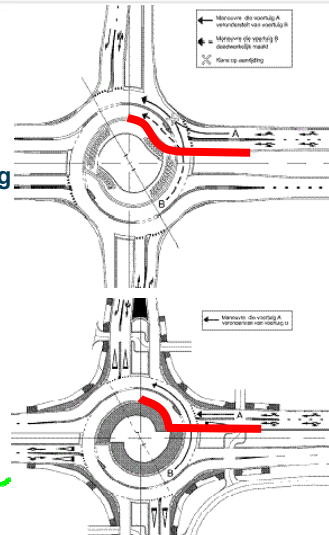 Manoeuvre die voertuig A
veronderstelt van voertuig B
Manoeuvre die voertuig B
daadwerkelijk maakt
Kans op aanrijding
A
ng
B
Manoeuvre die voertuig A
veronderstelt van voertuig B
A
B